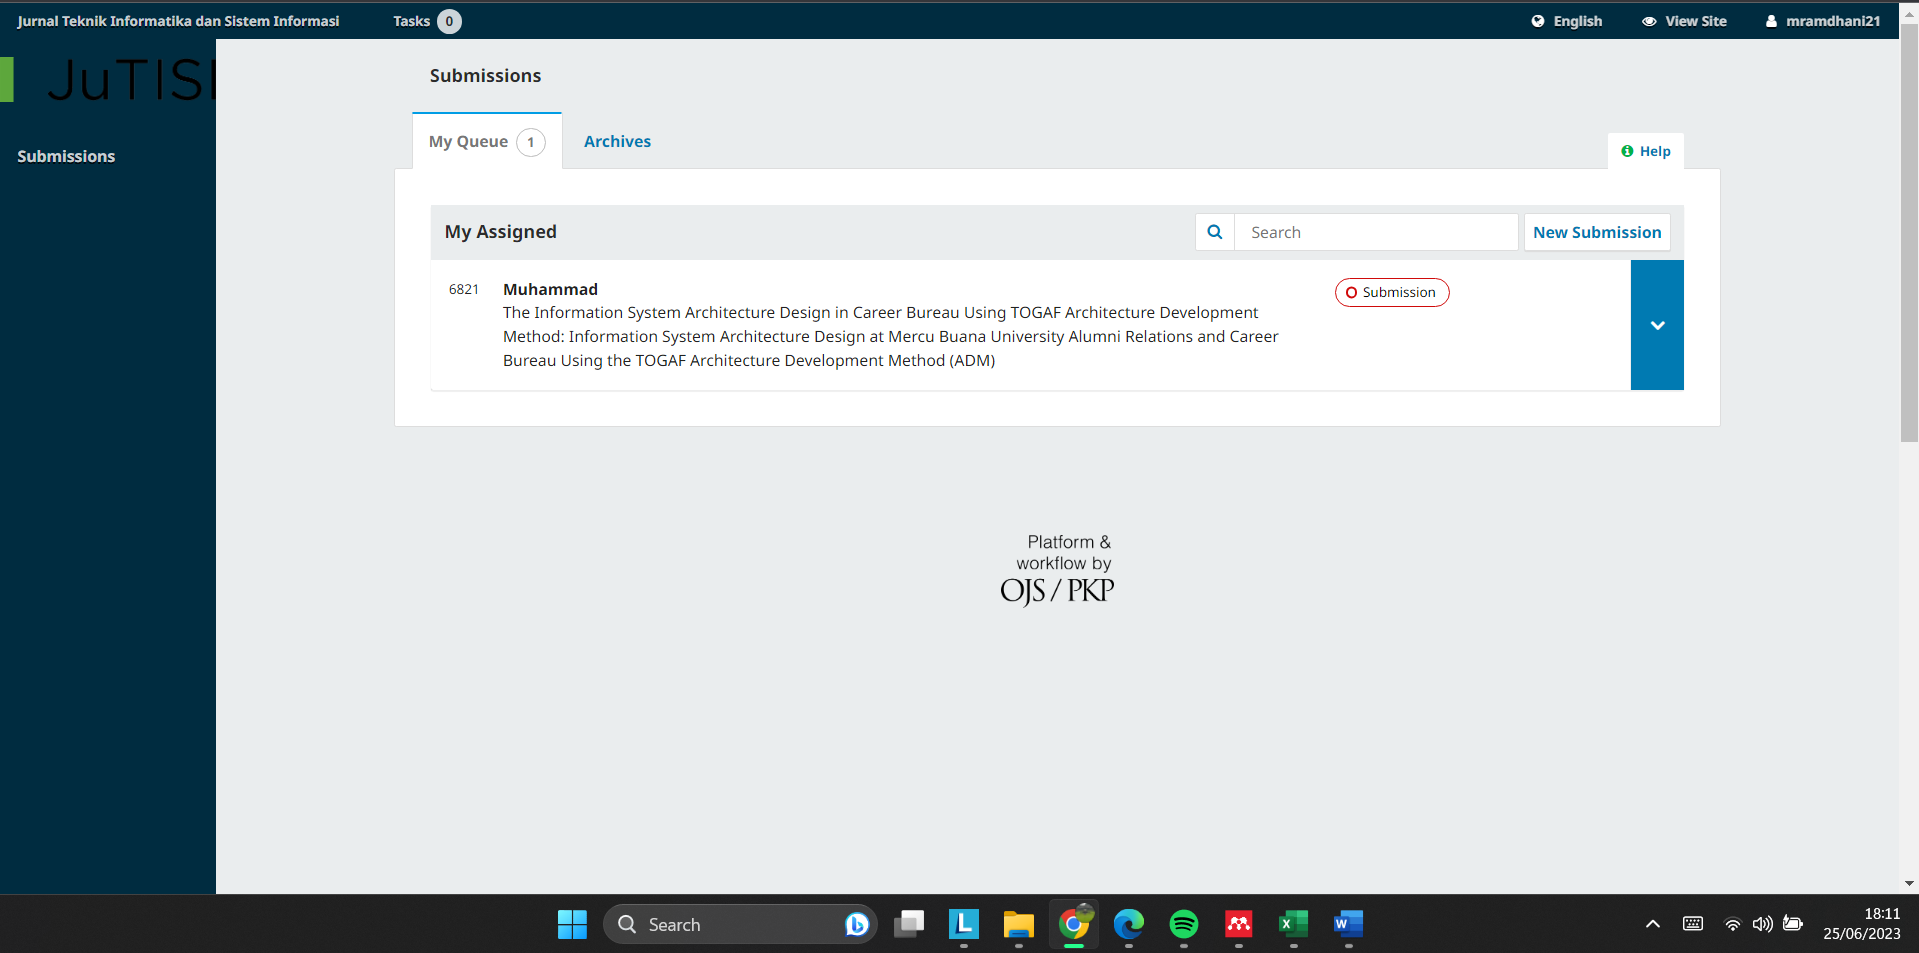 Jurnal Teknik Informatika dan Sistem Informasi
Tasks 0
English
View Site
mramdhani21
JuTISI
Submissions
Submissions
My Queue 1
Archives
Help
My Assigned
Search
New Submission
6821
Muhammad
The Information System Architecture Design in Career Bureau Using TOGAF Architecture Development
Method: Information System Architecture Design at Mercu Buana University Alumni Relations and Career
Bureau Using the TOGAF Architecture Development Method (ADM)
Submission
Platform &
workflow by
OJS / PKP
Search
L
X
W
18:11
25/06/2023